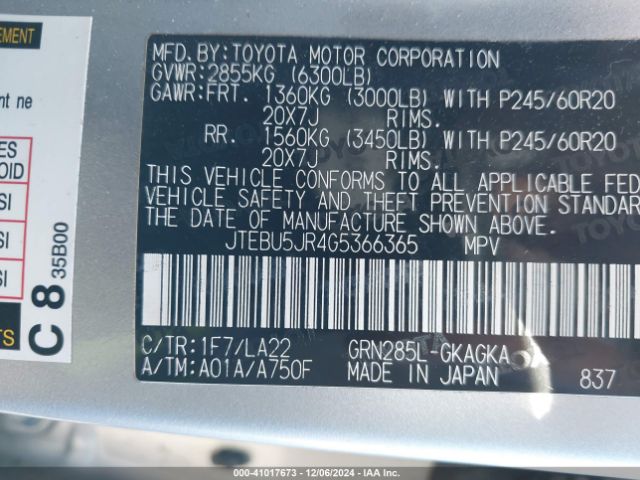 EMENT
nt ne
ES
OID
SI
SI
SI
TS
C 8 35B00
MFD. BY: TOYOTA MOTOR CORPORATION
GVWR: 2855KG (6300LB)
GAWR: FRT. 1360KG (3000LB) WITH P245/60R20
20X7J RIMS.
RR. 1560KG (3450LB) WITH P245/60R20
20X7J RIMS.
THIS VEHICLE CONFORMS TO ALL APPLICABLE FED
VEHICLE SAFETY AND THEFT PREVENTION STANDAR
THE DATE OF MANUFACTURE SHOWN ABOVE.
JTEBU5JR4G5366365 MPV
C/TR: 1F7/LA22 GRN285L-GKAGKA
A/TM: A01A/A750F MADE IN JAPAN 837
000-41017673 - 12/06/2024 - IAA Inc.